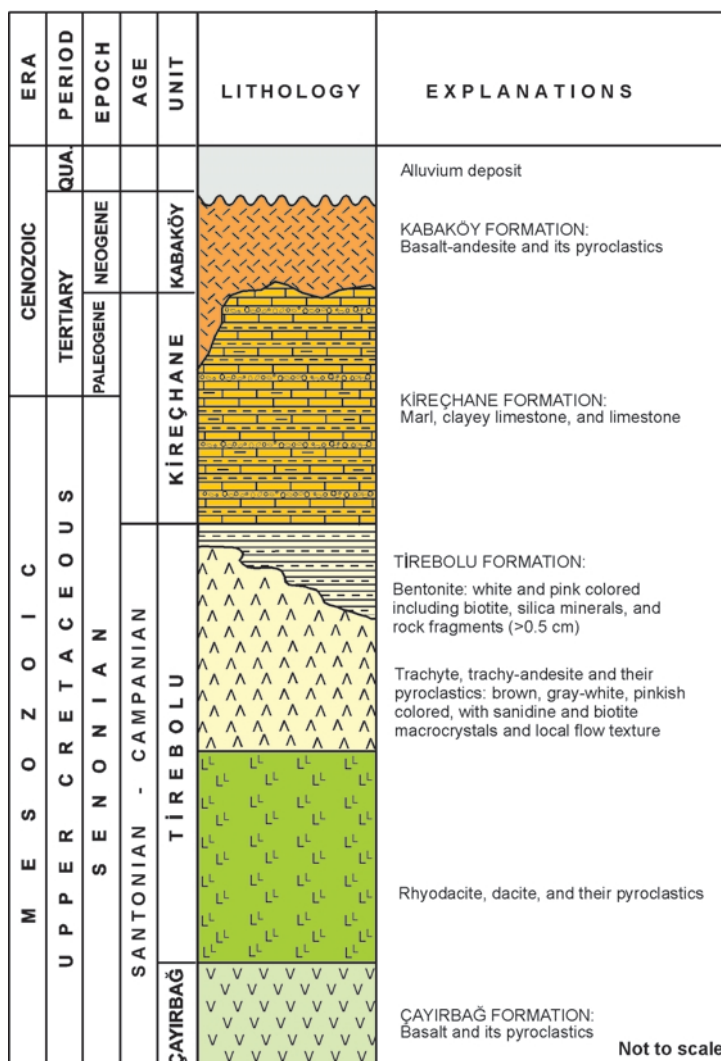 ERA
PERIOD
EPOCH
AGE
UNIT
LITHOLOGY
EXPLANATIONS
CENOZOIC
MESOZOIC
QUA.
TERTIARY
UPPER CRETACEOUS
NEOGENE
PALEOGENE
SENONIAN
SANTONIAN - CAMPANIAN
KABAKÖY
KİREÇHANE
TİREBOLU
ÇAYIRBAĞ
Alluvium deposit
KABAKÖY FORMATION:
Basalt-andesite and its pyroclastics
KİREÇHANE FORMATION:
Marl, clayey limestone, and limestone
TİREBOLU FORMATION:
Bentonite: white and pink colored
including biotite, silica minerals, and
rock fragments (>0.5 cm)
Trachyte, trachy-andesite and their
pyroclastics: brown, gray-white, pinkish
colored, with sanidine and biotite
macrocrystals and local flow texture
Rhyodacite, dacite, and their pyroclastics
ÇAYIRBAĞ FORMATION:
Basalt and its pyroclastics
Not to scale